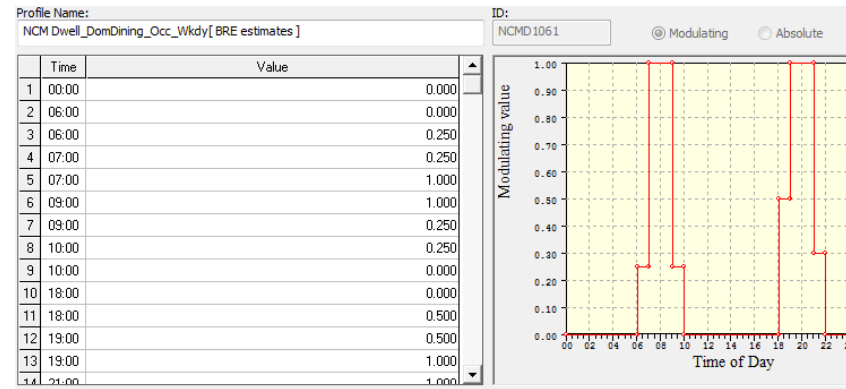 Profile Name:
NCM Dwell_DomDining_Occ_Wkdy[ BRE estimates ]
ID:
NCMD1061
Modulating
Absolute
Time Value
1 00:00 0.000
2 06:00 0.000
3 06:00 0.250
4 07:00 0.250
5 07:00 1.000
6 09:00 1.000
7 09:00 0.250
8 10:00 0.250
9 10:00 0.000
10 18:00 0.000
11 18:00 0.500
12 19:00 0.500
13 19:00 1.000
14 21:00 1.000
Modulating value
1.00
0.90
0.80
0.70
0.60
0.50
0.40
0.30
0.20
0.10
0.00
00 02 04 06 08 10 12 14 16 18 20 22
Time of Day